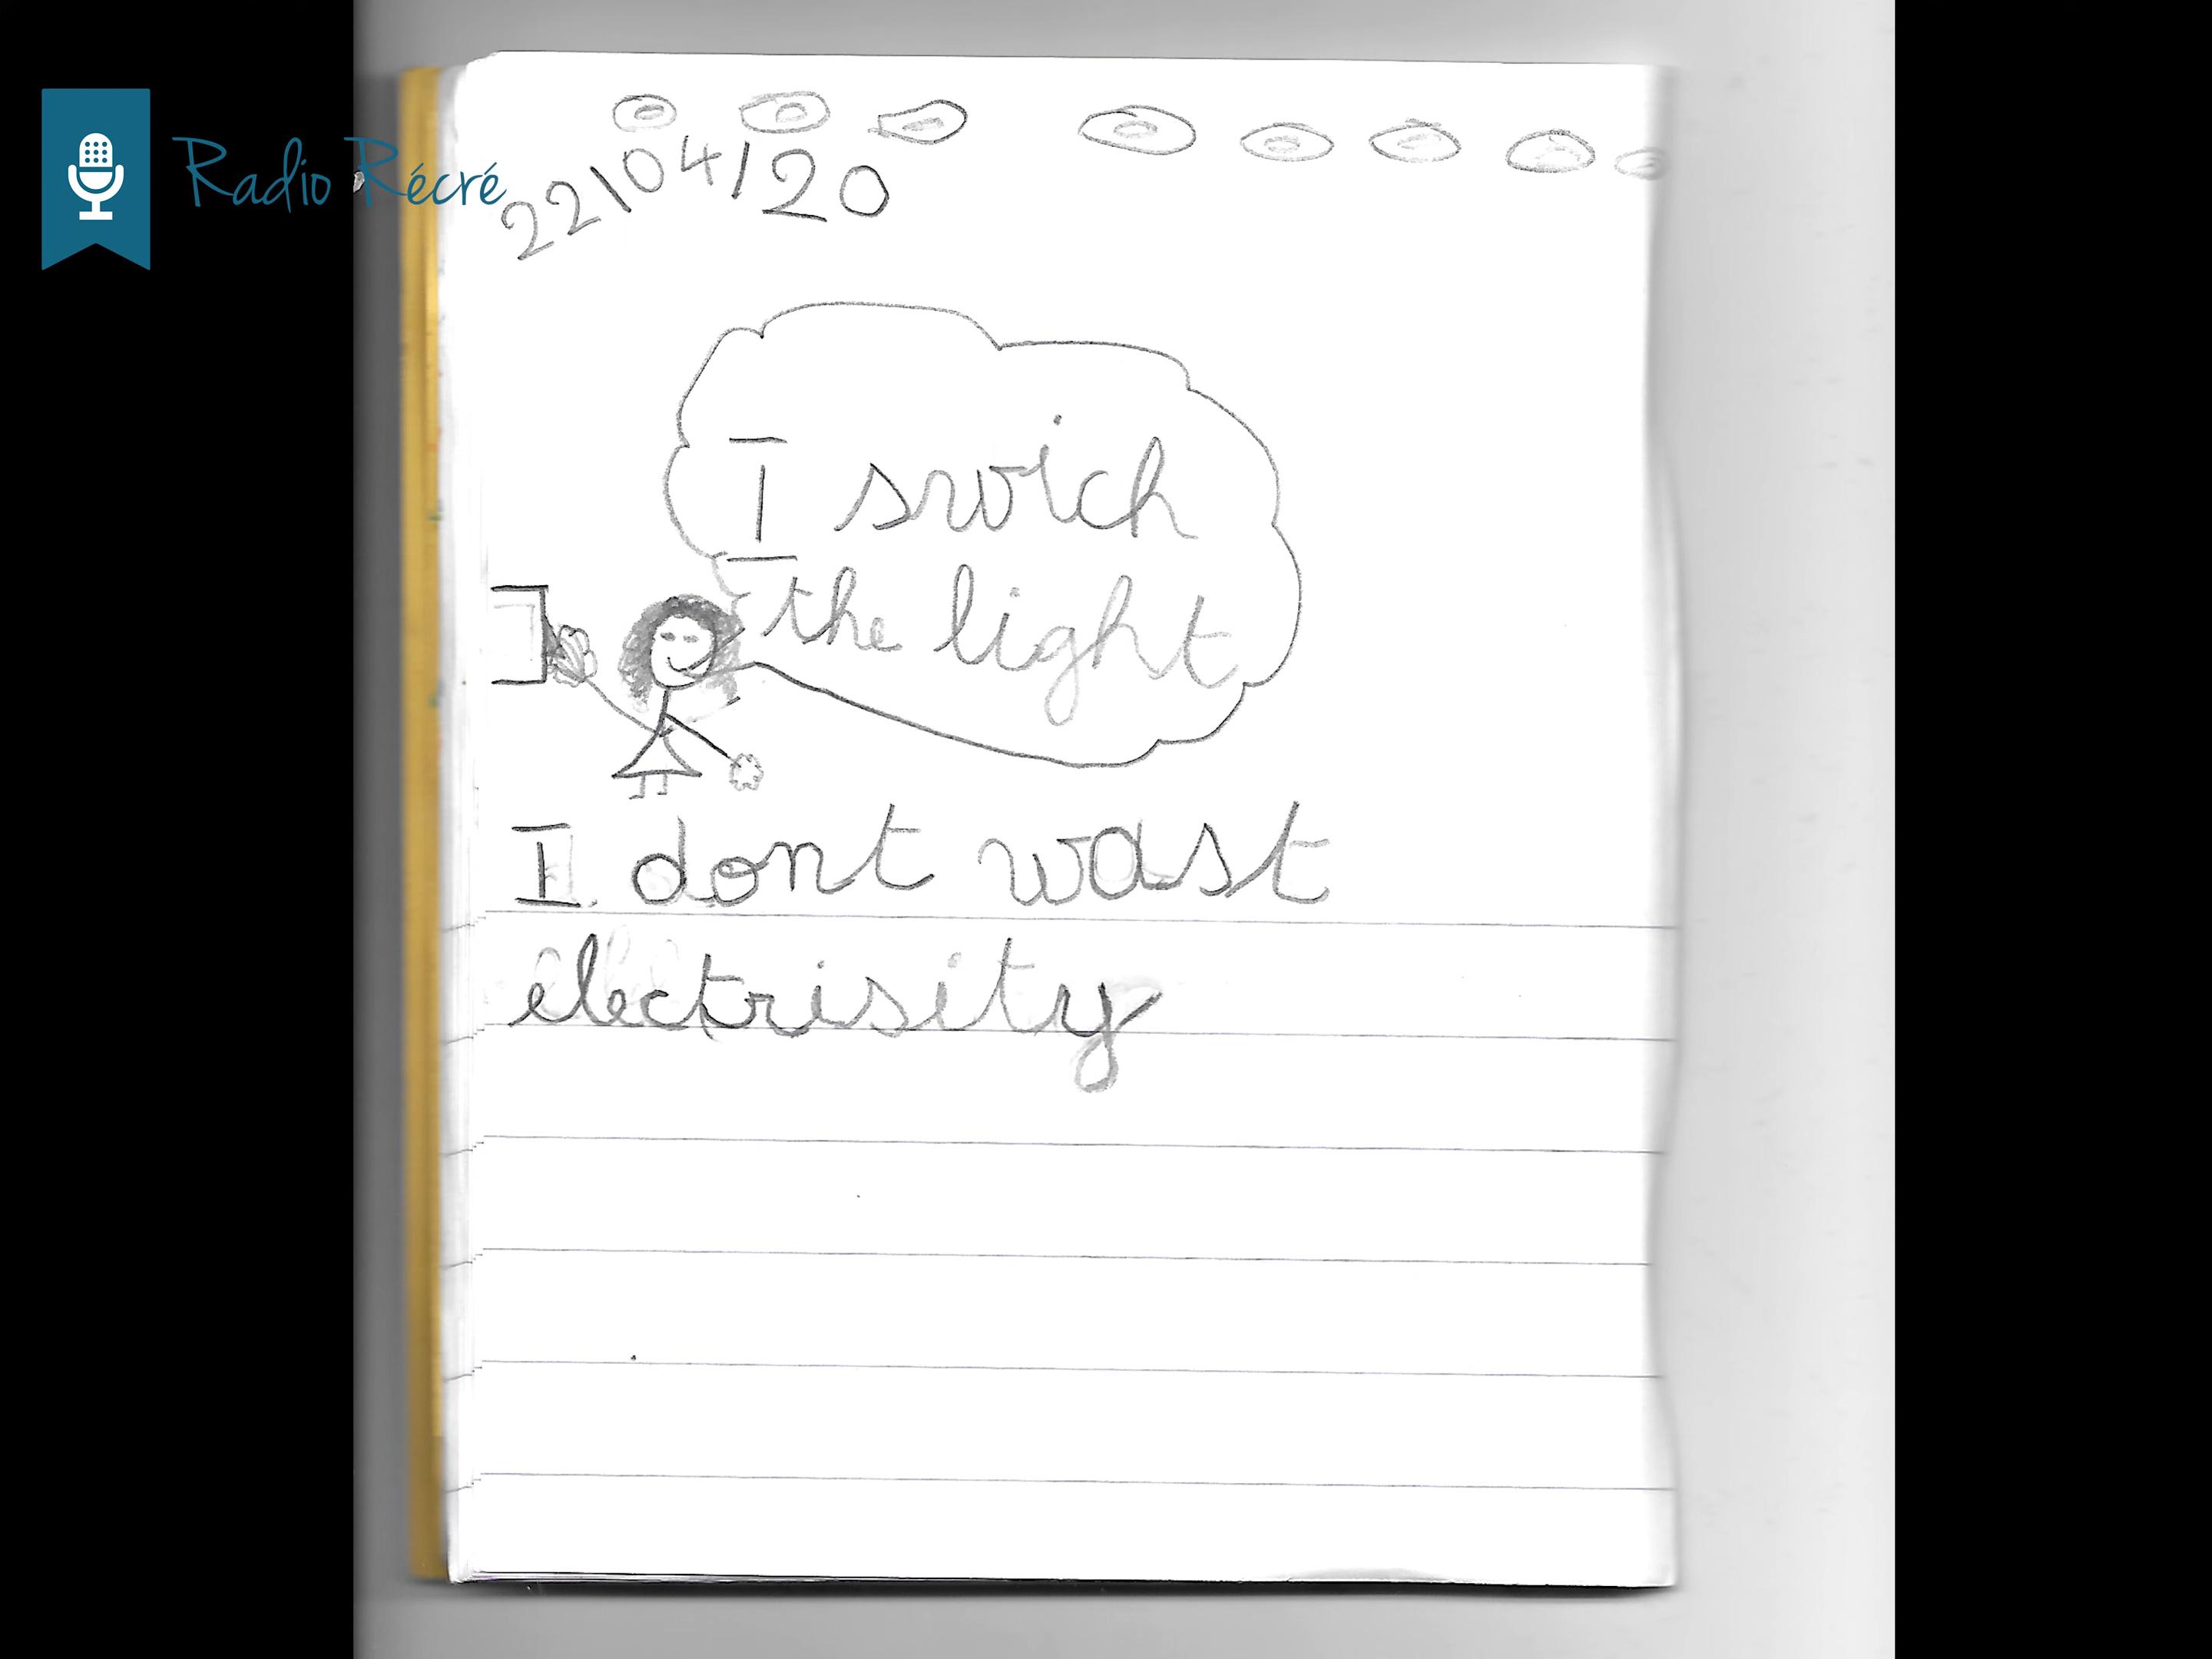 Radio Récré
22/04/20
I swich
the light
I dont wast
electrisity